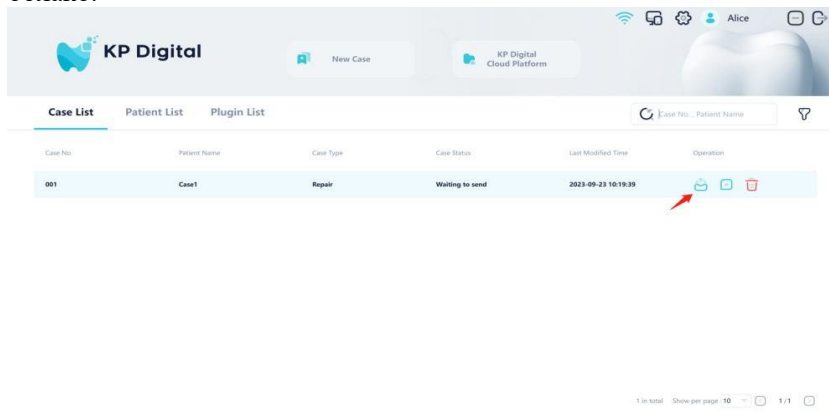 Alice
KP Digital
New Case
KP Digital
Cloud Platform
Case List Patient List Plugin List
Case No. , Patient Name
Case No. Patient Name Case Type Case Status Last Modified Time Operation
001 Case1 Repair Waiting to send 2023-09-23 10:19:39
1 in total Show per page 10 1/1